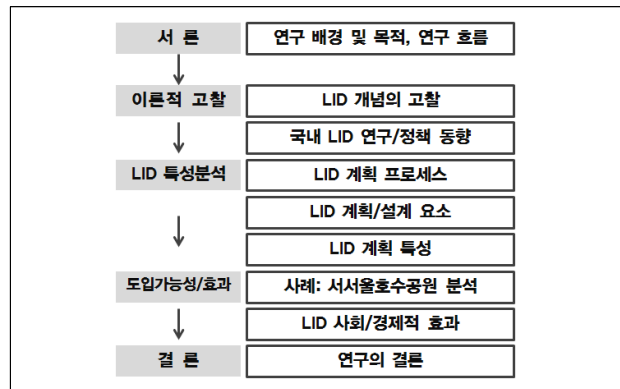 서 론
연구 배경 및 목적, 연구 흐름
이론적 고찰
LID 개념의 고찰
국내 LID 연구/정책 동향
LID 특성분석
LID 계획 프로세스
LID 계획/설계 요소
LID 계획 특성
도입가능성/효과
사례: 서서울호수공원 분석
LID 사회/경제적 효과
결 론
연구의 결론